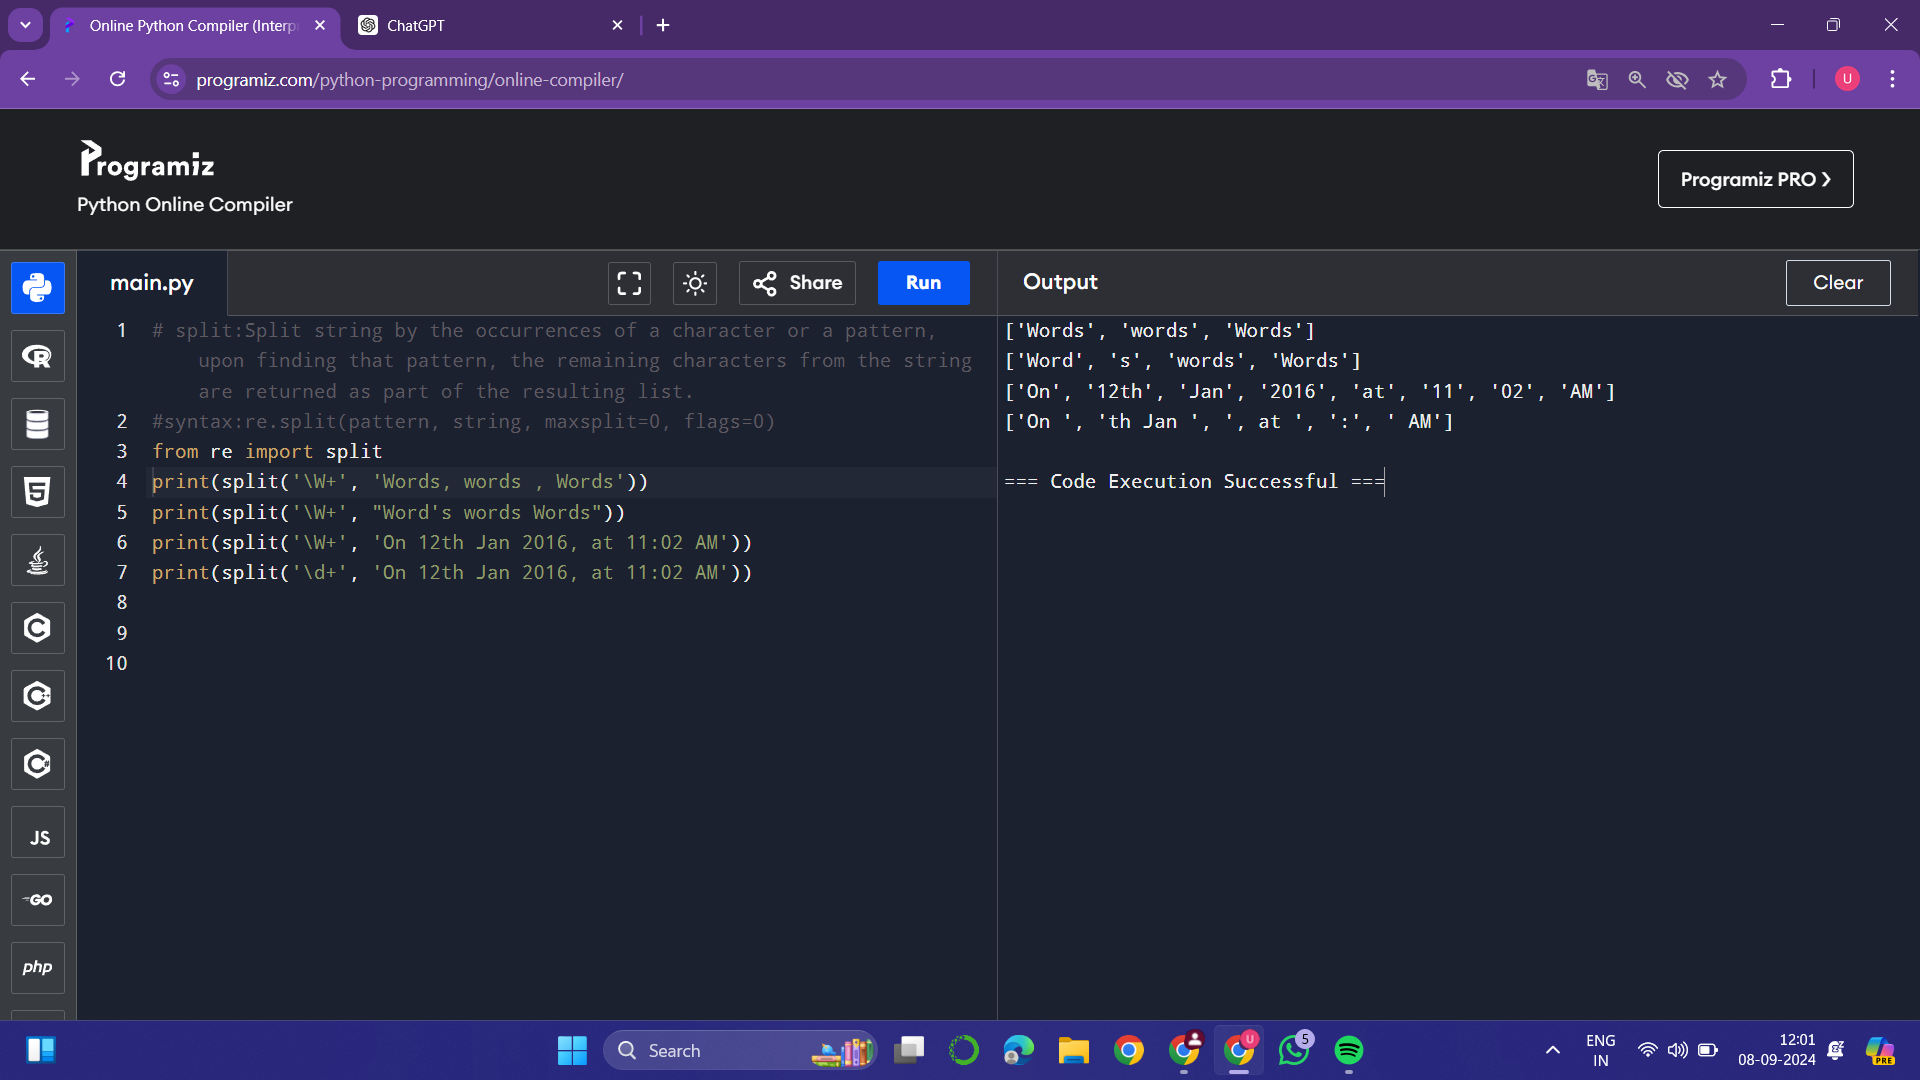 Online Python Compiler (Interp
ChatGPT
programiz.com/python-programming/online-compiler/
U
Programiz
Python Online Compiler
Programiz PRO ❯
main.py
Share
Run
Output
Clear
1 # split:Split string by the occurrences of a character or a pattern,
upon finding that pattern, the remaining characters from the string
are returned as part of the resulting list.
2 #syntax:re.split(pattern, string, maxsplit=0, flags=0)
3 from re import split
4 print(split('\W+', 'Words, words , Words'))
5 print(split('\W+', "Word's words Words"))
6 print(split('\W+', 'On 12th Jan 2016, at 11:02 AM'))
7 print(split('\d+', 'On 12th Jan 2016, at 11:02 AM'))
8
9
10
['Words', 'words', 'Words']
['Word', 's', 'words', 'Words']
['On', '12th', 'Jan', '2016', 'at', '11', '02', 'AM']
['On ', 'th Jan ', ', at ', ':', ' AM']
=== Code Execution Successful ===
R
5
C
C++
C#
JS
GO
php
Search
U
5
ENG
IN
12:01
08-09-2024
PRE